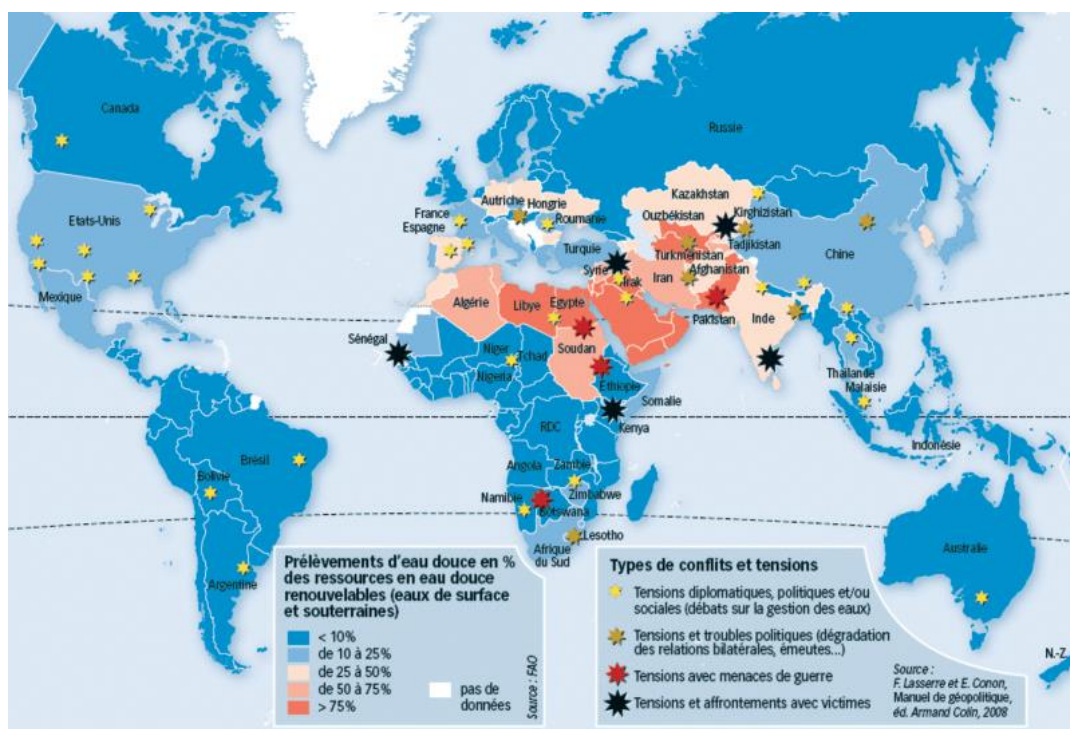 Canada
Russie
Etats-Unis
Mexique
France
Espagne
Autriche
Hongrie
Roumanie
Turquie
Syrie
Irak
Iran
Kazakhstan
Ouzbékistan
Kirghizistan
Tadjikistan
Turkménistan
Afghanistan
Pakistan
Inde
Chine
Algérie
Libye
Egypte
Sénégal
Niger
Tchad
Soudan
Nigeria
Ethiopie
Somalie
Kenya
RDC
Thaïlande
Malaisie
Indonésie
Brésil
Bolivie
Argentine
Angola
Zambie
Namibie
Zimbabwe
Botswana
Lesotho
Afrique
du Sud
Australie
N.-Z.
Prélèvements d'eau douce en %
des ressources en eau douce
renouvelables (eaux de surface
et souterraines)
< 10%
de 10 à 25%
de 25 à 50%
de 50 à 75%
> 75%
pas de
données
Source : FAO
Types de conflits et tensions
Tensions diplomatiques, politiques et/ou
sociales (débats sur la gestion des eaux)
Tensions et troubles politiques (dégradation
des relations bilatérales, émeutes...)
Tensions avec menaces de guerre
Tensions et affrontements avec victimes
Source :
F. Lasserre et E. Conon,
Manuel de géopolitique,
éd. Armand Colin, 2008